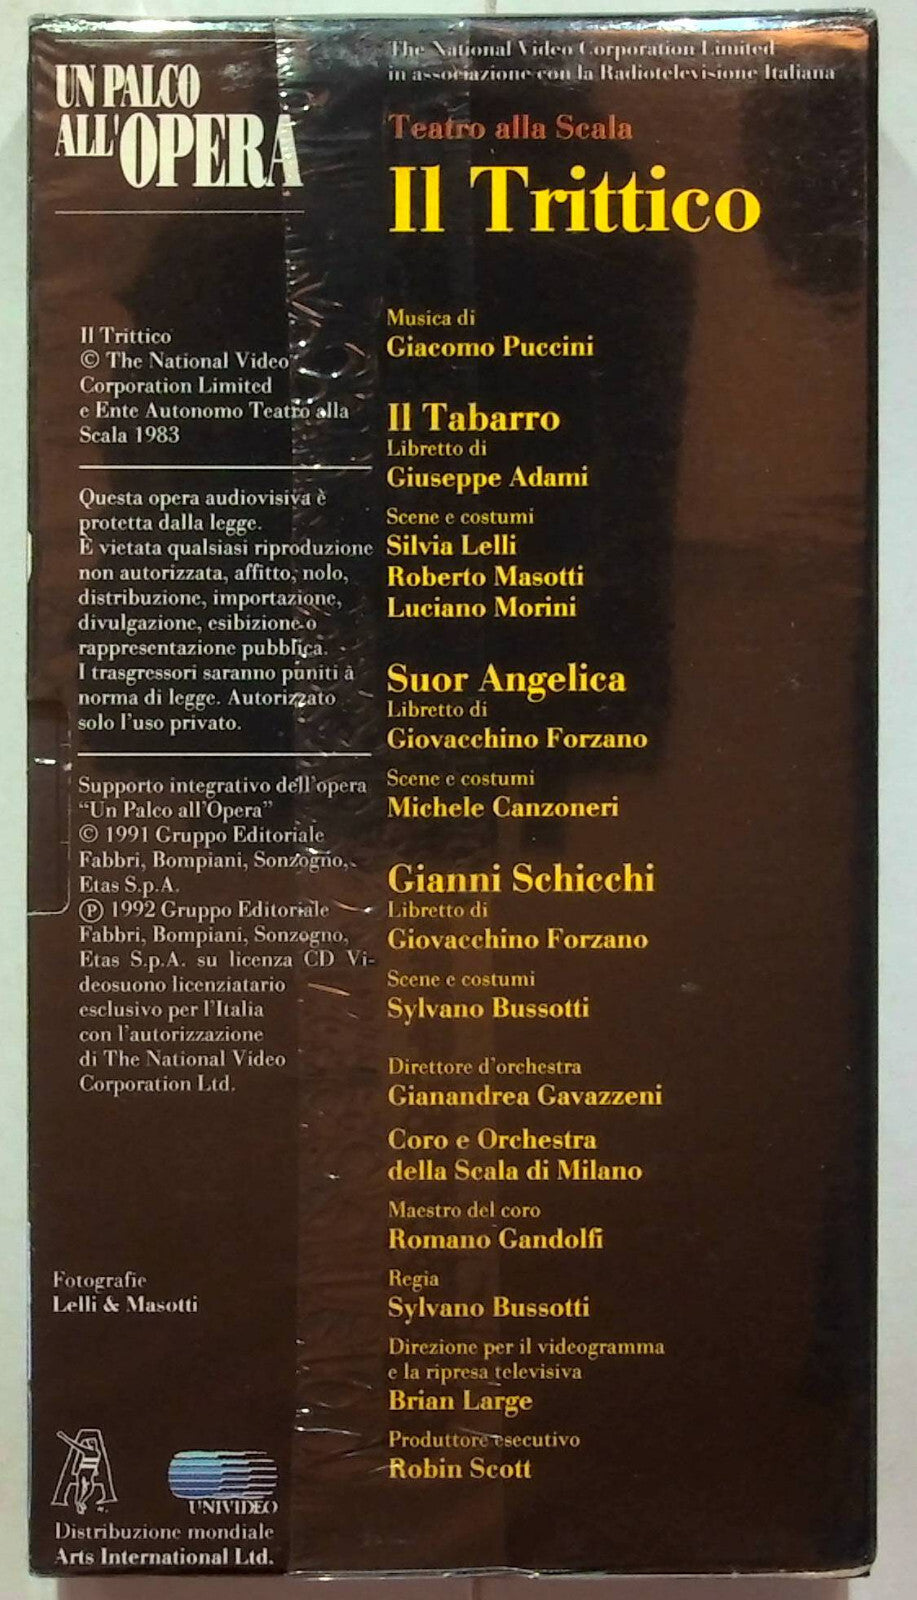 UN PALCO
ALL'OPERA
Il Trittico
© The National Video
Corporation Limited
e Ente Autonomo Teatro alla
Scala 1983
Questa opera audiovisiva è
protetta dalla legge.
È vietata qualsiasi riproduzione
non autorizzata, affitto, nolo,
distribuzione, importazione,
divulgazione, esibizione o
rappresentazione pubblica.
I trasgressori saranno puniti a
norma di legge. Autorizzato
solo l'uso privato.
Supporto integrativo dell'opera
“Un Palco all'Opera”
© 1991 Gruppo Editoriale
Fabbri, Bompiani, Sonzogno,
Etas S.p.A.
℗ 1992 Gruppo Editoriale
Fabbri, Bompiani, Sonzogno,
Etas S.p.A. su licenza CD Vi-
deosuono licenziatario
esclusivo per l'Italia
con l'autorizzazione
di The National Video
Corporation Ltd.
Fotografie
Lelli & Masotti
UNIVIDEO
Distribuzione mondiale
Arts International Ltd.
The National Video Corporation Limited
in associazione con la Radiotelevisione Italiana
Teatro alla Scala
Il Trittico
Musica di
Giacomo Puccini
Il Tabarro
Libretto di
Giuseppe Adami
Scene e costumi
Silvia Lelli
Roberto Masotti
Luciano Morini
Suor Angelica
Libretto di
Giovacchino Forzano
Scene e costumi
Michele Canzoneri
Gianni Schicchi
Libretto di
Giovacchino Forzano
Scene e costumi
Sylvano Bussotti
Direttore d'orchestra
Gianandrea Gavazzeni
Coro e Orchestra
della Scala di Milano
Maestro del coro
Romano Gandolfi
Regia
Sylvano Bussotti
Direzione per il videogramma
e la ripresa televisiva
Brian Large
Produttore esecutivo
Robin Scott